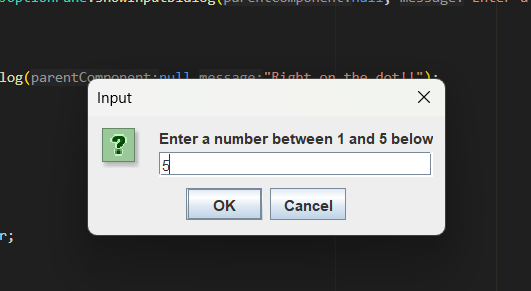 JOptionPane.showInputDialog(parentComponent:null, message:"Enter a
log(parentComponent:null message:"Right on the dot!!");
Input
Enter a number between 1 and 5 below
5
OK Cancel
r;